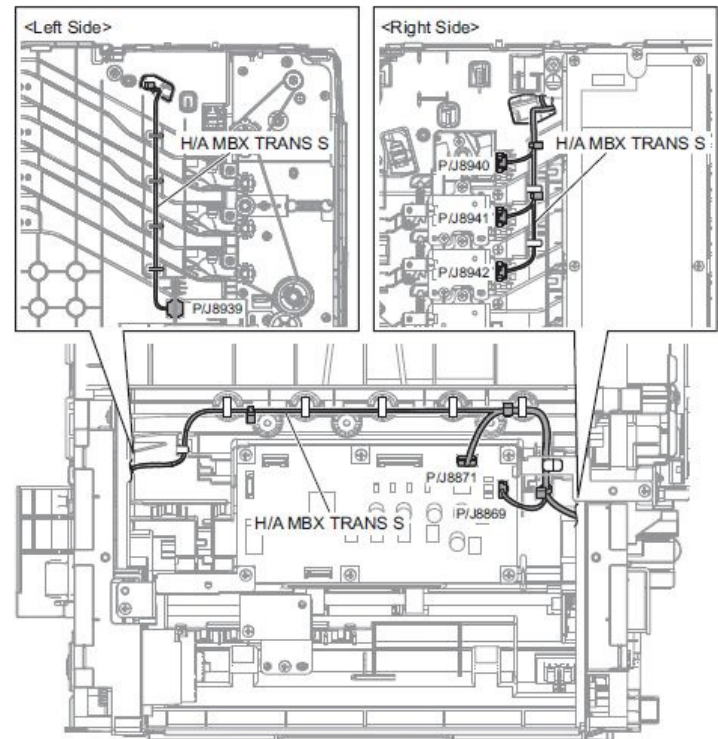 <Left Side>
H/A MBX TRANS S
P/J8939
<Right Side>
P/J8940
H/A MBX TRANS S
P/J8941
P/J8942
P/J8871
P/J8869
H/A MBX TRANS S